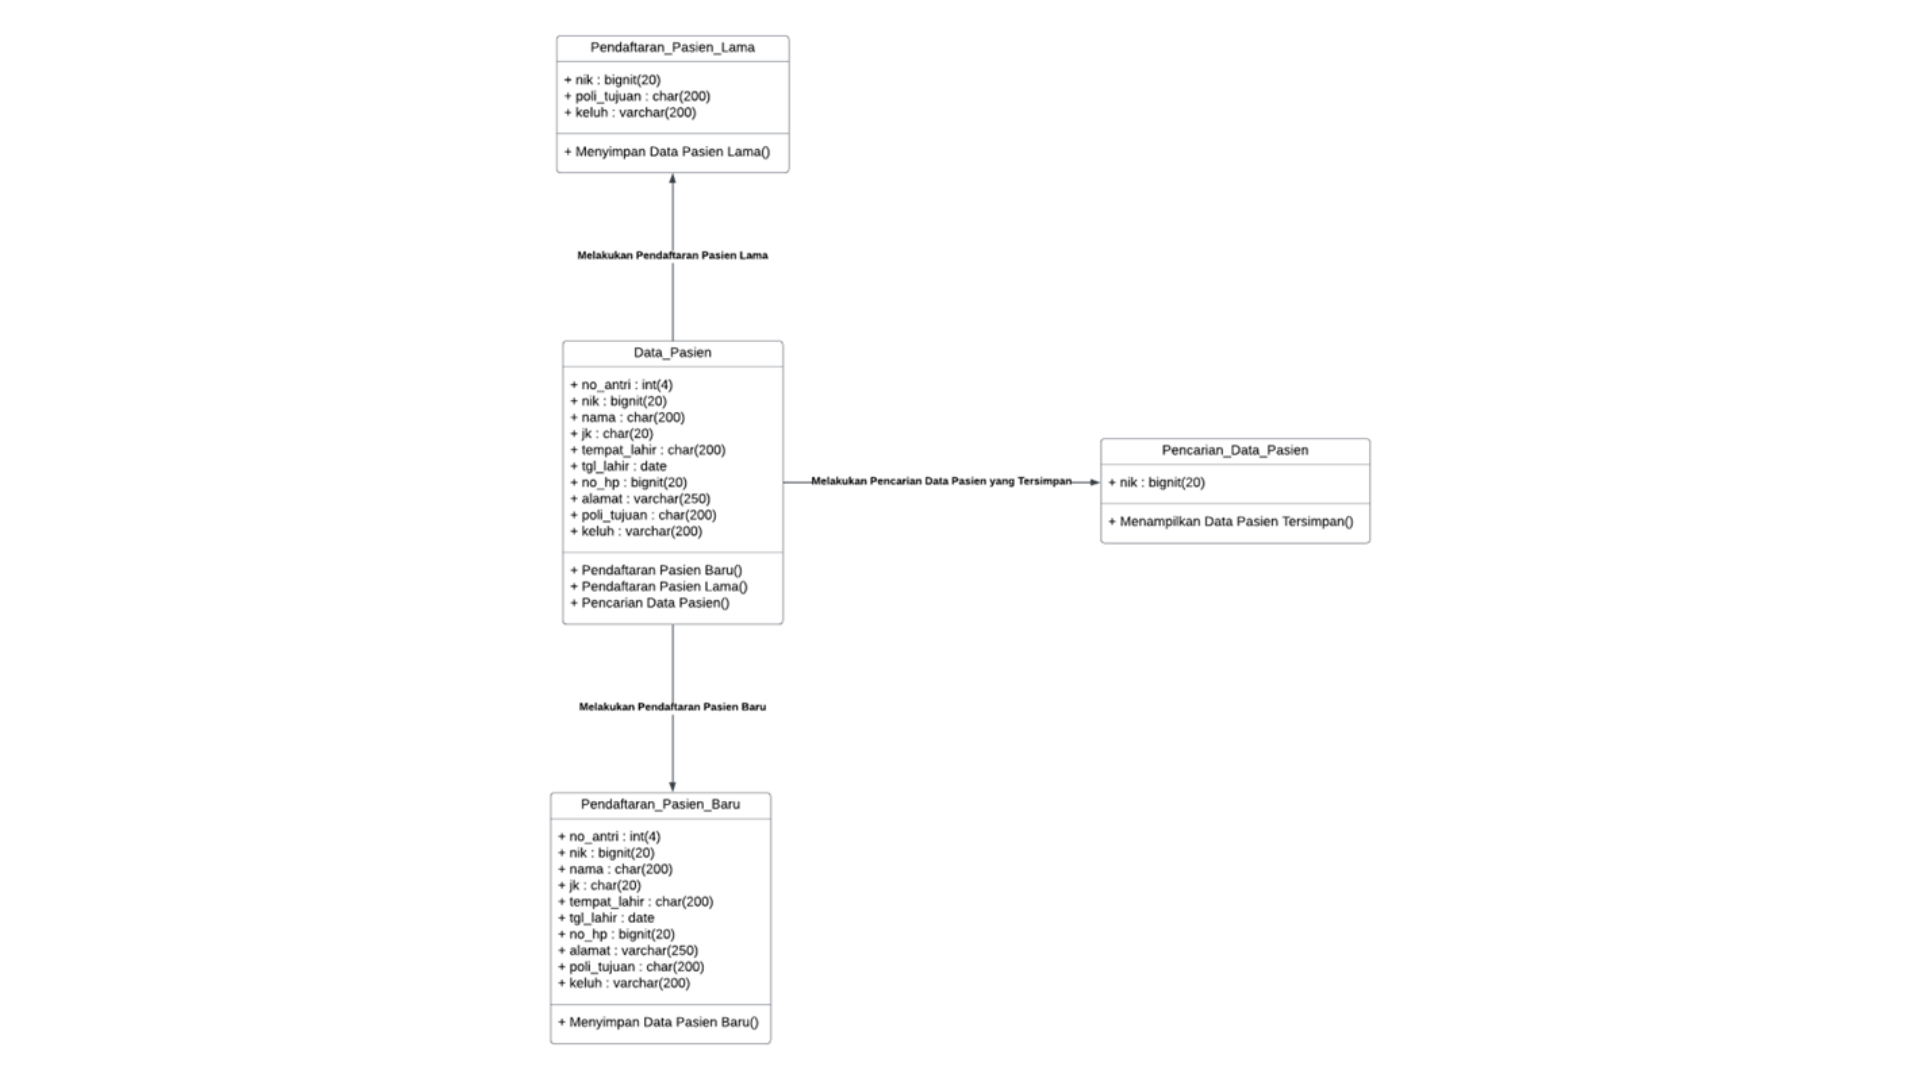 Pendaftaran_Pasien_Lama
+ nik : bignit(20)
+ poli_tujuan : char(200)
+ keluh : varchar(200)
+ Menyimpan Data Pasien Lama()
Melakukan Pendaftaran Pasien Lama
Data_Pasien
+ no_antri : int(4)
+ nik : bignit(20)
+ nama : char(200)
+ jk : char(20)
+ tempat_lahir : char(200)
+ tgl_lahir : date
+ no_hp : bignit(20)
+ alamat : varchar(250)
+ poli_tujuan : char(200)
+ keluh : varchar(200)
+ Pendaftaran Pasien Baru()
+ Pendaftaran Pasien Lama()
+ Pencarian Data Pasien()
Melakukan Pencarian Data Pasien yang Tersimpan
Pencarian_Data_Pasien
+ nik : bignit(20)
+ Menampilkan Data Pasien Tersimpan()
Melakukan Pendaftaran Pasien Baru
Pendaftaran_Pasien_Baru
+ no_antri : int(4)
+ nik : bignit(20)
+ nama : char(200)
+ jk : char(20)
+ tempat_lahir : char(200)
+ tgl_lahir : date
+ no_hp : bignit(20)
+ alamat : varchar(250)
+ poli_tujuan : char(200)
+ keluh : varchar(200)
+ Menyimpan Data Pasien Baru()